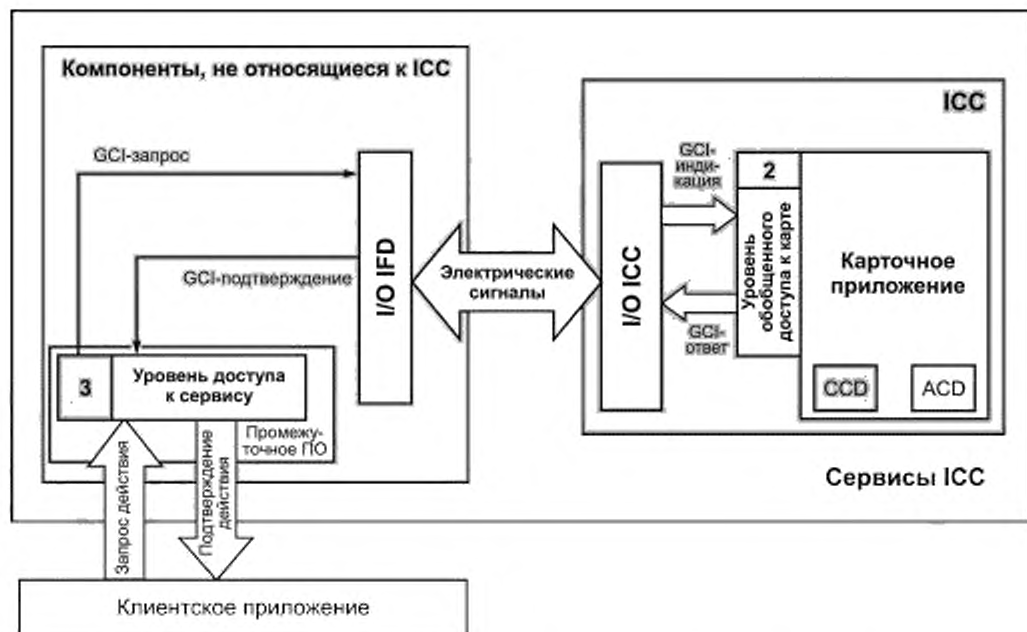 Компоненты, не относящиеся к ICC
GCI-запрос
GCI-подтверждение
I/O IFD
3
Уровень доступа
к сервису
Промежу-
точное ПО
Запрос действия
Подтверждение
действия
Клиентское приложение
Электрические
сигналы
ICC
I/O ICC
GCI-
инди-
кация
GCI-
ответ
2
Уровень
обобщенного
доступа к карте
Карточное
приложение
CCD
ACD
Сервисы ICC